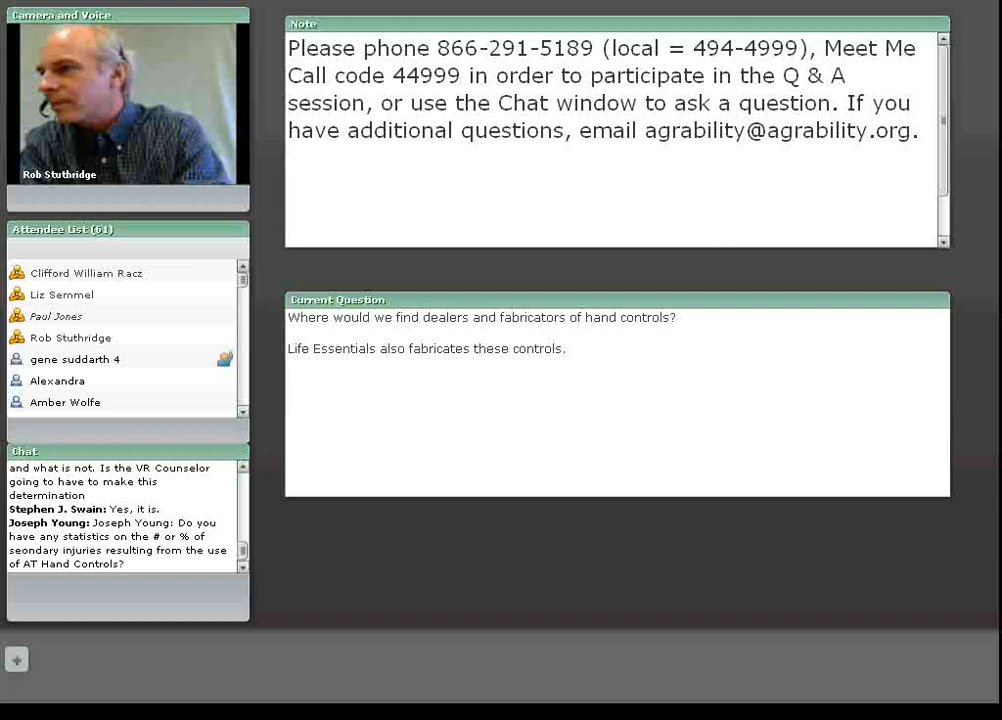 Camera and Voice
Rob Stuthridge
Attendee List (61)
Clifford William Racz
Liz Semmel
Paul Jones
Rob Stuthridge
gene suddarth 4
Alexandra
Amber Wolfe
Chat
and what is not. Is the VR Counselor
going to have to make this
determination
Stephen J. Swain: Yes, it is.
Joseph Young: Joseph Young: Do you
have any statistics on the # or % of
seondary injuries resulting from the use
of AT Hand Controls?
Note
Please phone 866-291-5189 (local = 494-4999), Meet Me
Call code 44999 in order to participate in the Q & A
session, or use the Chat window to ask a question. If you
have additional questions, email agrability@agrability.org.
Current Question
Where would we find dealers and fabricators of hand controls?
Life Essentials also fabricates these controls.